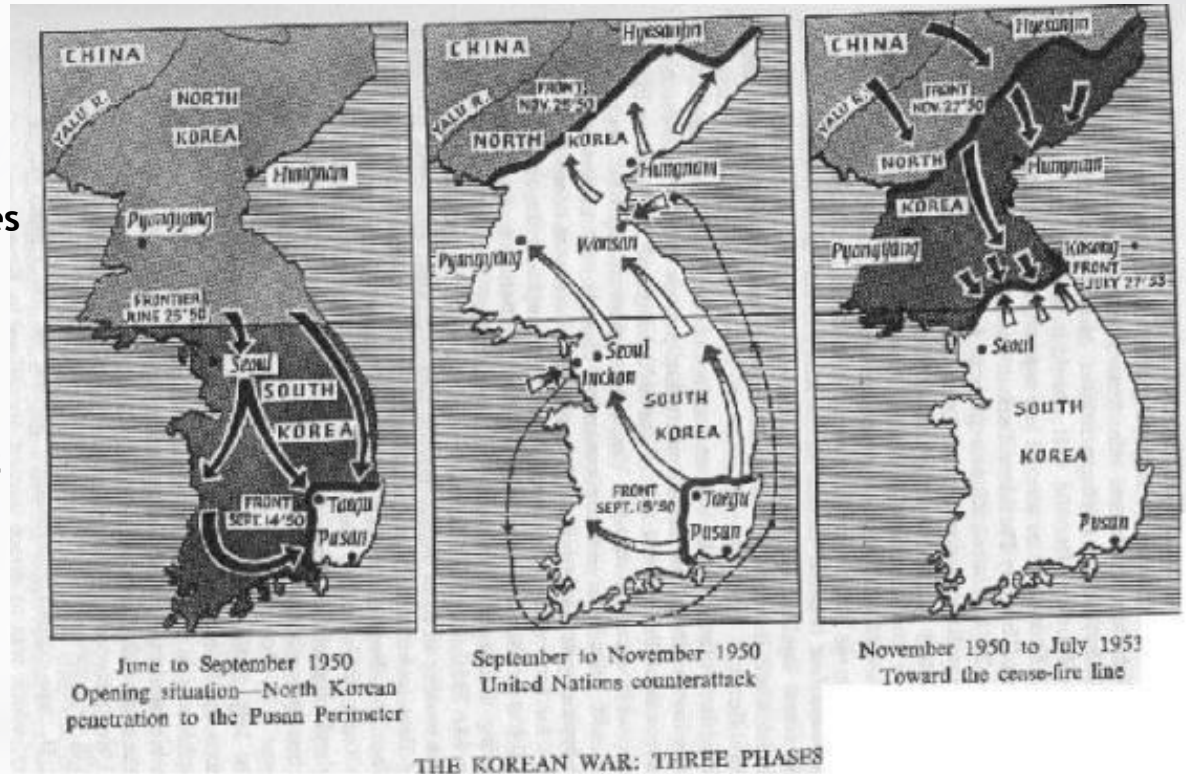 es
CHINA
YALU R.
NORTH
KOREA
Hungnam
Pyongyang
FRONTIER
JUNE 25'50
Seoul
SOUTH
KOREA
FRONT
SEPT. 14'50
Taegu
Pusan
June to September 1950
Opening situation—North Korean
penetration to the Pusan Perimeter
Hyesanjin
CHINA
FRONT
YALU R.
NORTH KOREA
Hungnam
Wonsan
Pyongyang
Seoul
Inchon
SOUTH
KOREA
FRONT
SEPT. 15'50
Taegu
Pusan
September to November 1950
United Nations counterattack
Hyesanjin
CHINA
FRONT
NOV. 27'50
YALU R.
NORTH
Hungnam
KOREA
Pyongyang
Kosong
FRONT
JULY 27'53
Seoul
SOUTH
KOREA
Pusan
November 1950 to July 1953
Toward the cease-fire line
THE KOREAN WAR: THREE PHASES